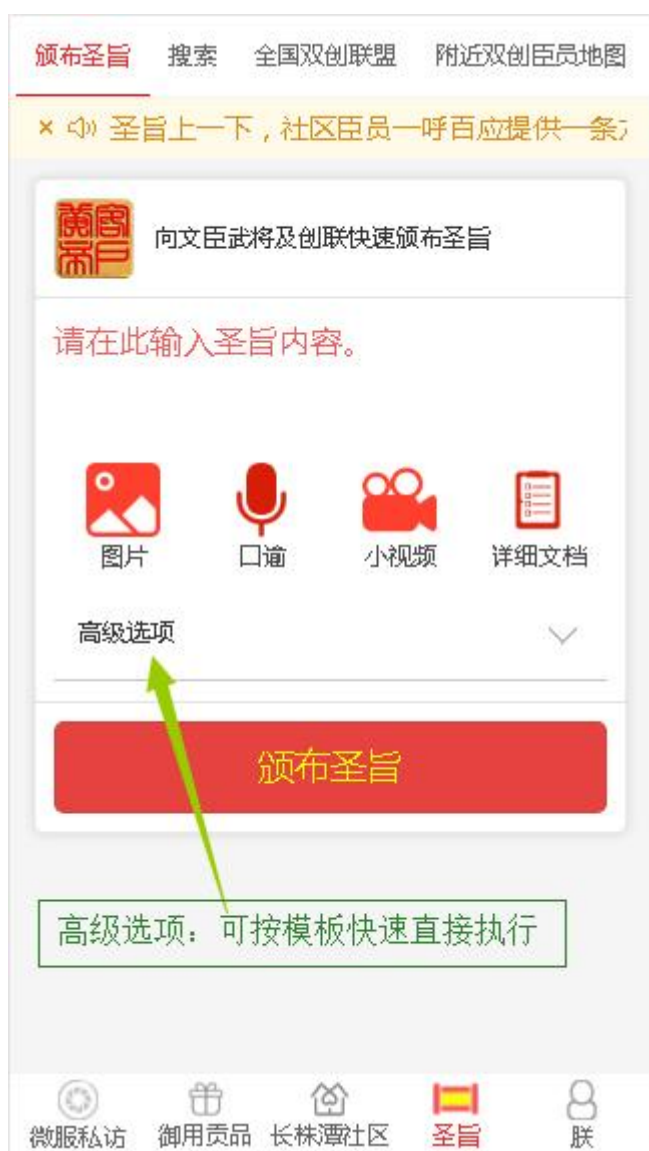 颁布圣旨 搜索 全国双创联盟 附近双创臣员地图
× 圣旨上一下，社区臣员一呼百应提供一条
客户黄帝
向文臣武将及创联快速颁布圣旨
请在此输入圣旨内容。
图片 口谕 小视频 详细文档
高级选项
颁布圣旨
高级选项：可按模板快速直接执行
微服私访 御用贡品 长株潭社区 圣旨 朕